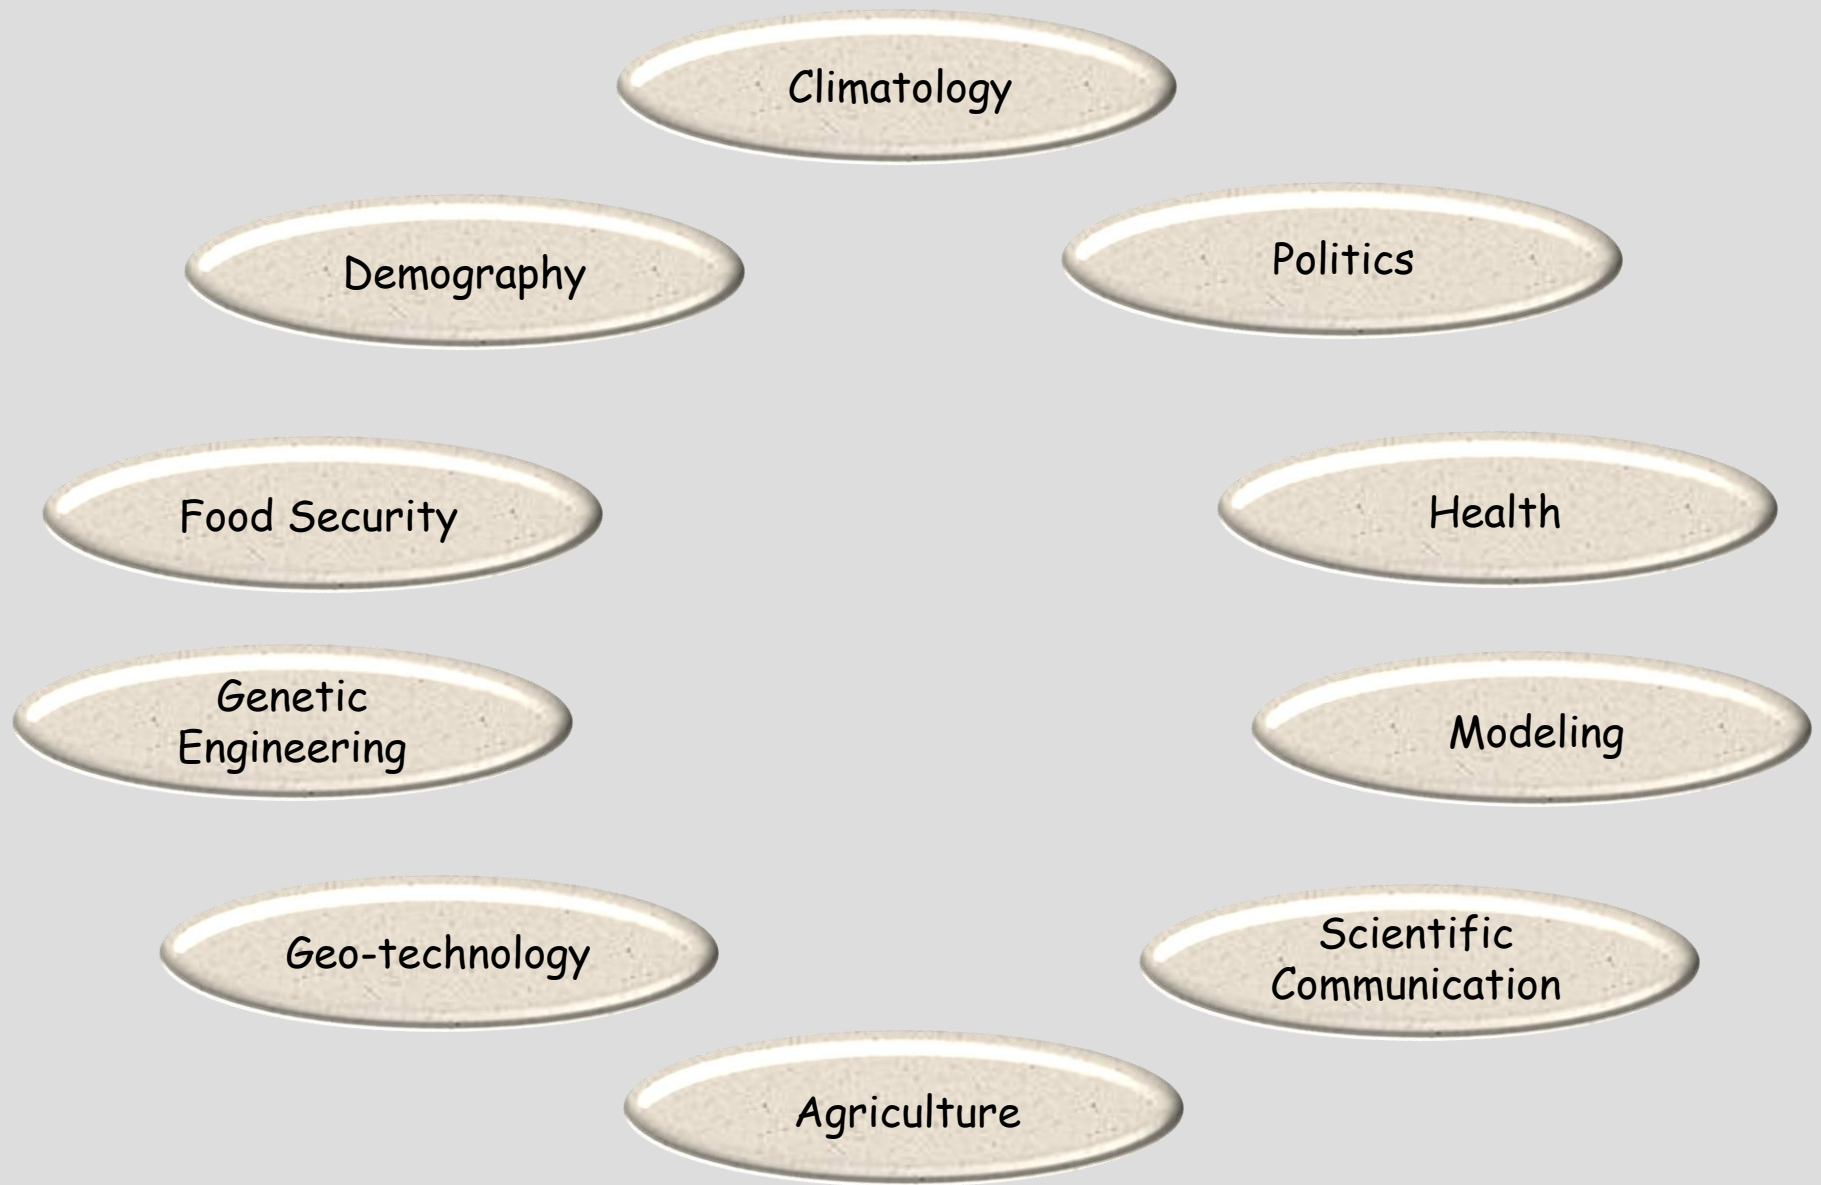 Climatology
Demography
Politics
Food Security
Health
Genetic
Engineering
Modeling
Geo-technology
Scientific
Communication
Agriculture